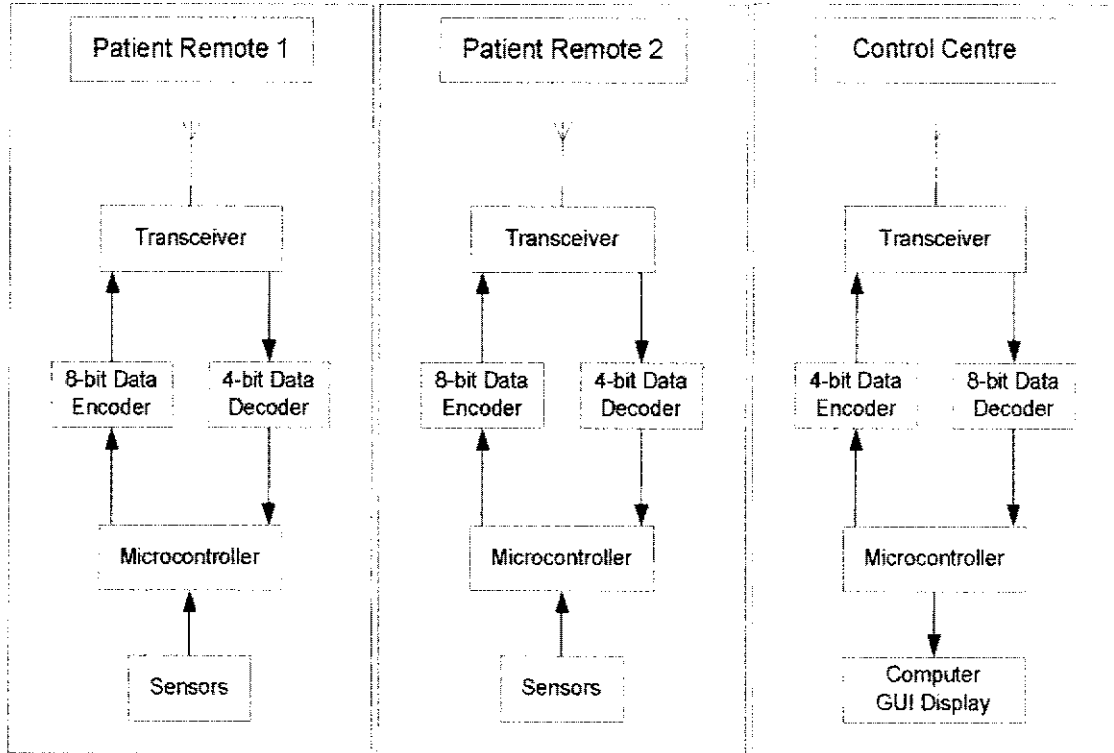 Patient Remote 1
Transceiver
8-bit Data
Encoder
4-bit Data
Decoder
Microcontroller
Sensors
Patient Remote 2
Transceiver
8-bit Data
Encoder
4-bit Data
Decoder
Microcontroller
Sensors
Control Centre
Transceiver
4-bit Data
Encoder
8-bit Data
Decoder
Microcontroller
Computer
GUI Display